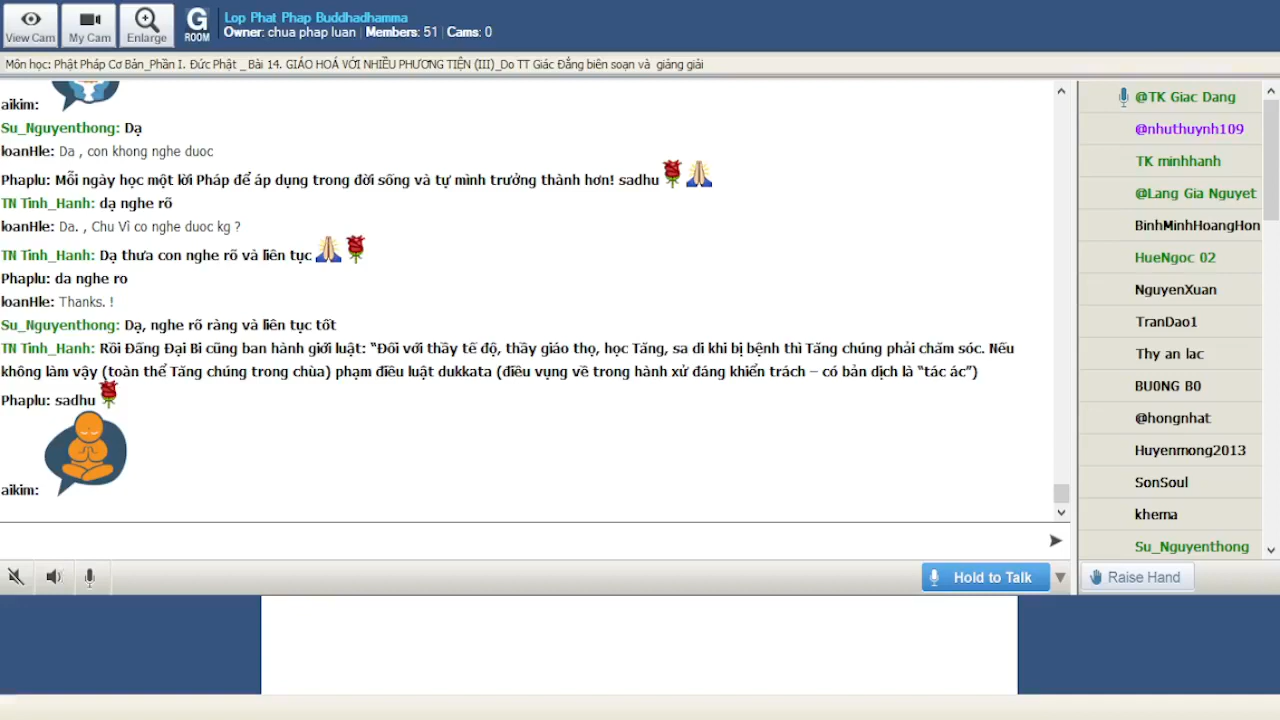 View Cam
My Cam
Enlarge
G
ROOM
Lop Phat Phap Buddhadhamma
Owner: chua phap luan | Members: 51 | Cams: 0
Môn học: Phật Pháp Cơ Bản_Phần I. Đức Phật _ Bài 14. GIÁO HOÁ VỚI NHIỀU PHƯƠNG TIỆN (III)_Do TT Giác Đẳng biên soạn và giảng giải
aikim:
Su_Nguyenthong: Dạ
loanHle: Da , con khong nghe duoc
Phaplu: Mỗi ngày học một lời Pháp để áp dụng trong đời sống và tự mình trưởng thành hơn! sadhu
TN Tinh_Hanh: dạ nghe rõ
loanHle: Da. , Chu Vi co nghe duoc kg ?
TN Tinh_Hanh: Dạ thưa con nghe rõ và liên tục
Phaplu: da nghe ro
loanHle: Thanks. !
Su_Nguyenthong: Dạ, nghe rõ ràng và liên tục tốt
TN Tinh_Hanh: Rồi Đấng Đại Bi cũng ban hành giới luật: “Đối với thầy tế độ, thầy giáo thọ, học Tăng, sa di khi bị bệnh thì Tăng chúng phải chăm sóc. Nếu
không làm vậy (toàn thể Tăng chúng trong chùa) phạm điều luật dukkata (điều vụng về trong hành xử đáng khiển trách – có bản dịch là “tác ác”)
Phaplu: sadhu
aikim:
@TK Giac Dang
@nhuthuynh109
TK minhhanh
@Lang Gia Nguyet
BinhMinhHoangHon
HueNgoc 02
NguyenXuan
TranDao1
Thy an lac
BU0NG B0
@hongnhat
Huyenmong2013
SonSoul
khema
Su_Nguyenthong
Hold to Talk
Raise Hand